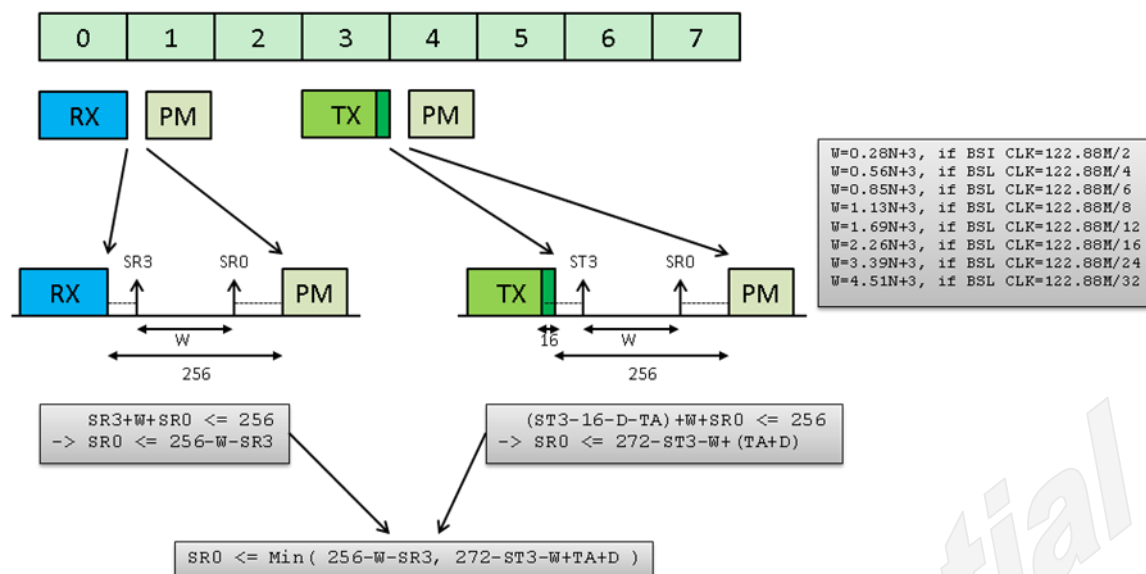 0 1 2 3 4 5 6 7
RX PM TX PM
W=0.28N+3, if BSI CLK=122.88M/2
W=0.56N+3, if BSL CLK=122.88M/4
W=0.85N+3, if BSL CLK=122.88M/6
W=1.13N+3, if BSL CLK=122.88M/8
W=1.69N+3, if BSL CLK=122.88M/12
W=2.26N+3, if BSL CLK=122.88M/16
W=3.39N+3, if BSL CLK=122.88M/24
W=4.51N+3, if BSL CLK=122.88M/32
SR3 SR0 ST3 SR0
RX PM TX PM
W 16 W
256 256
SR3+W+SR0 <= 256
-> SR0 <= 256-W-SR3
(ST3-16-D-TA)+W+SR0 <= 256
-> SR0 <= 272-ST3-W+(TA+D)
SR0 <= Min( 256-W-SR3, 272-ST3-W+TA+D )
tial